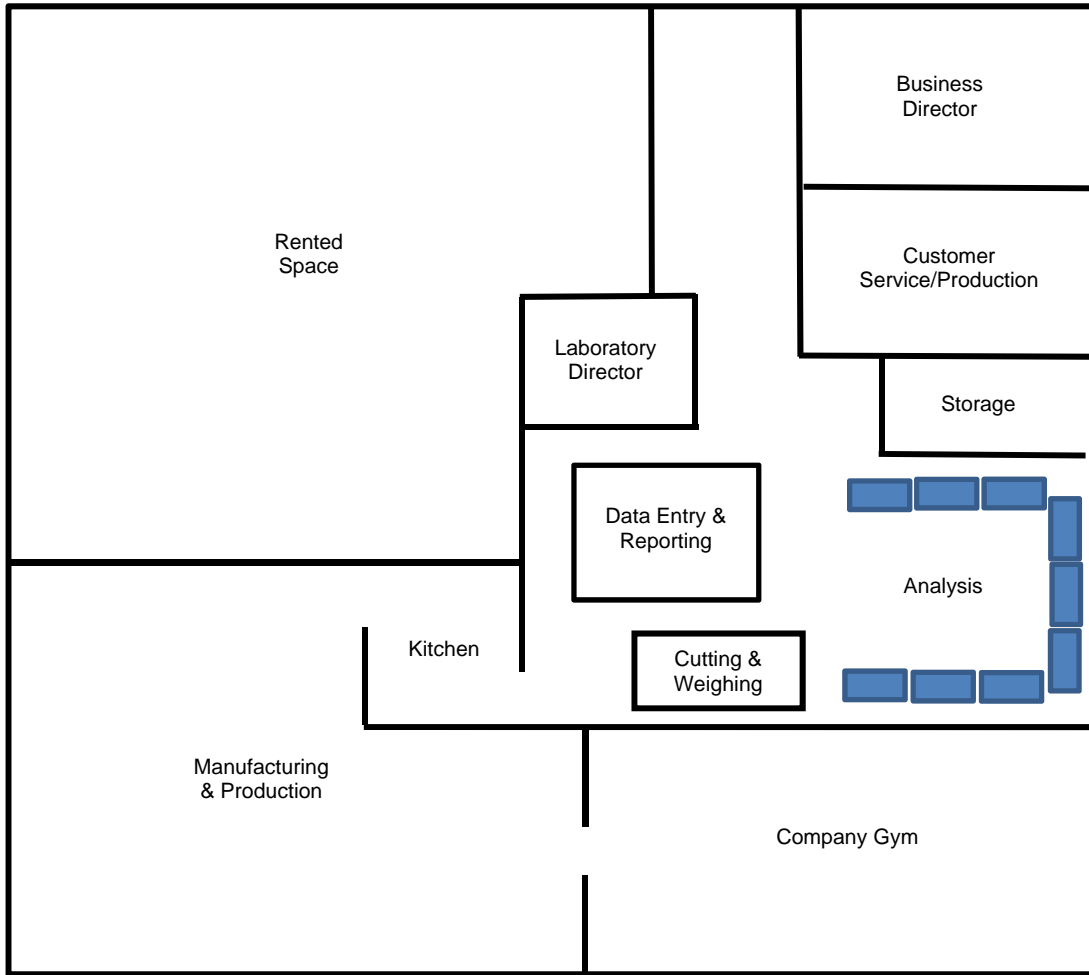 Business
Director
Rented
Space
Customer
Service/Production
Laboratory
Director
Storage
Data Entry &
Reporting
Analysis
Kitchen
Cutting &
Weighing
Manufacturing
& Production
Company Gym